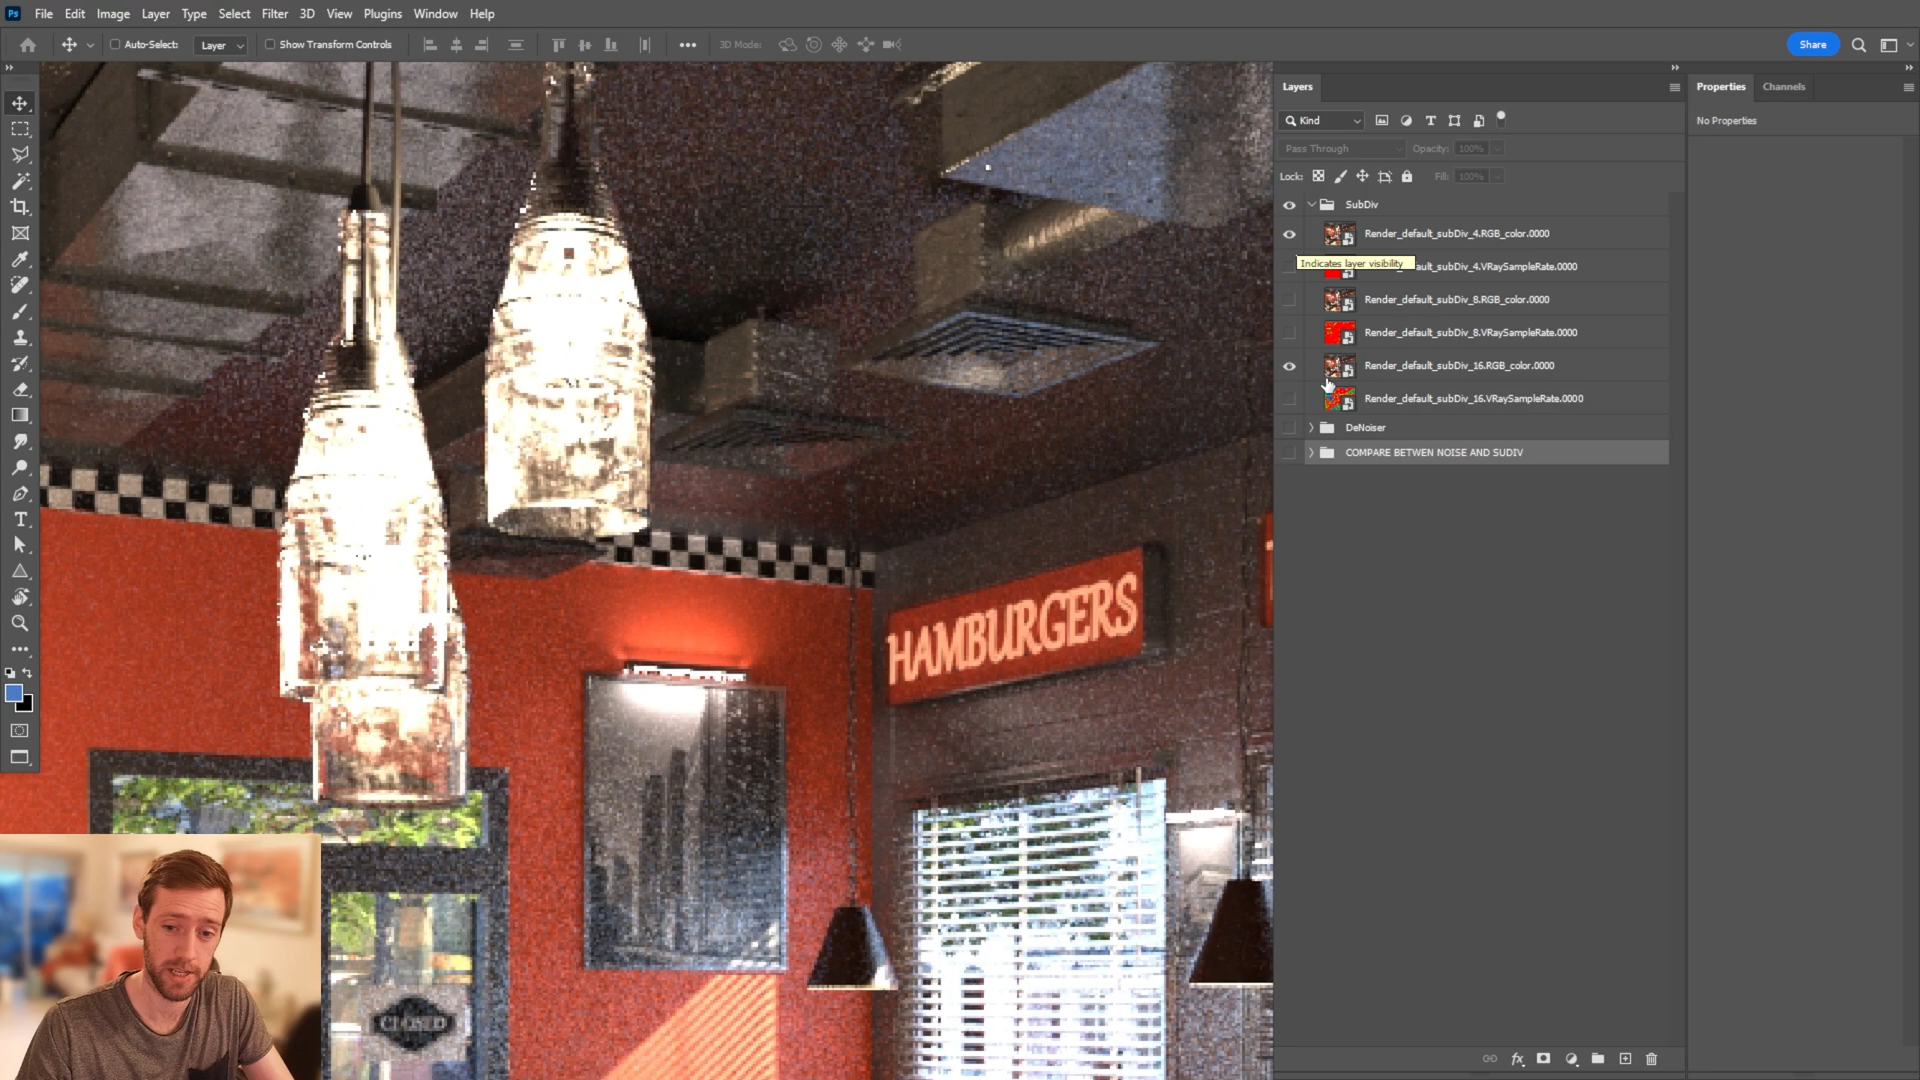 Ps File Edit Image Layer Type Select Filter 3D View Plugins Window Help
Auto-Select: Layer Show Transform Controls 3D Mode: Share
Layers
Properties Channels
Kind
No Properties
Pass Through Opacity: 100%
Lock: Fill: 100%
SubDiv
Render_default_subDiv_4.RGB_color.0000
Indicates layer visibility
ault_subDiv_4.VRaySampleRate.0000
Render_default_subDiv_8.RGB_color.0000
Render_default_subDiv_8.VRaySampleRate.0000
Render_default_subDiv_16.RGB_color.0000
Render_default_subDiv_16.VRaySampleRate.0000
DeNoiser
COMPARE BETWEN NOISE AND SUDIV
HAMBURGERS
CLOSED